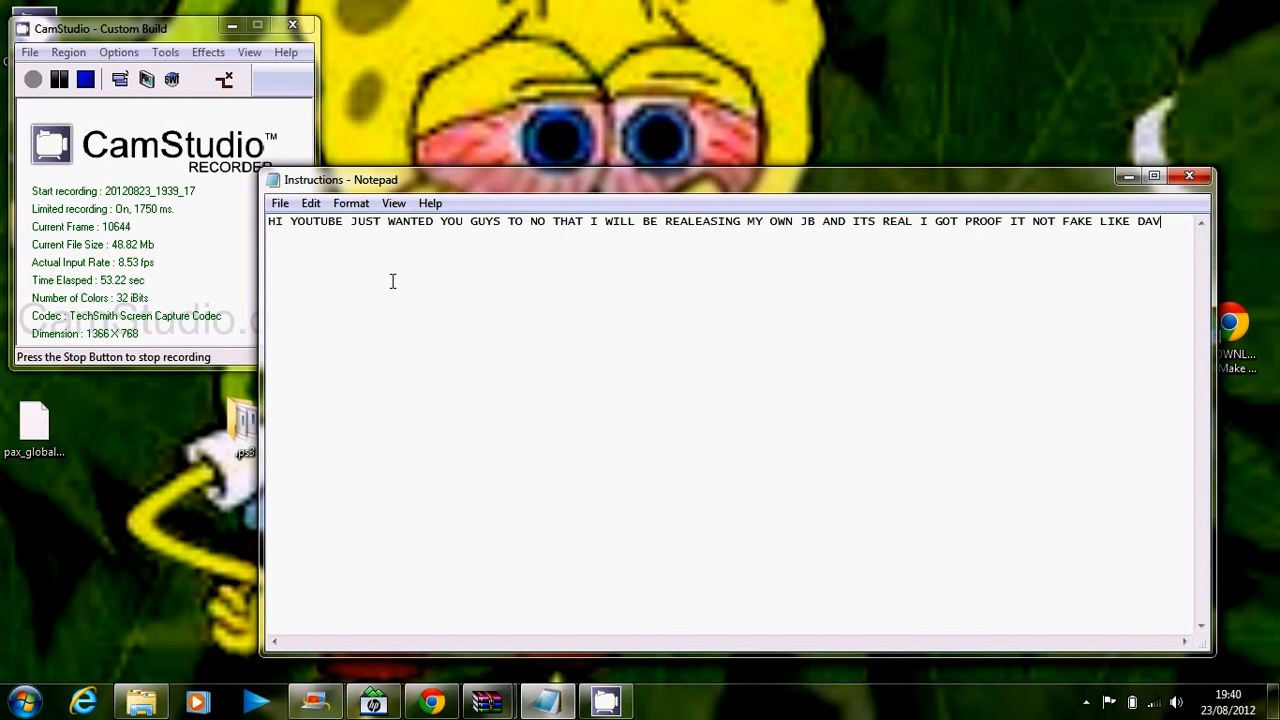 CamStudio - Custom Build
File Region Options Tools Effects View Help
CamStudio™
RECORDER
Start recording : 20120823_1939_17
Limited recording : On, 1750 ms.
Current Frame : 10644
Current File Size : 48.82 Mb
Actual Input Rate : 8.53 fps
Time Elasped : 53.22 sec
Number of Colors : 32 iBits
Codec : TechSmith Screen Capture Codec
Dimension : 1366 X 768
Press the Stop Button to stop recording
Instructions - Notepad
File Edit Format View Help
HI YOUTUBE JUST WANTED YOU GUYS TO NO THAT I WILL BE REALEASING MY OWN JB AND ITS REAL I GOT PROOF IT NOT FAKE LIKE DAV
pax_global...
ps3
Make ...
19:40
23/08/2012